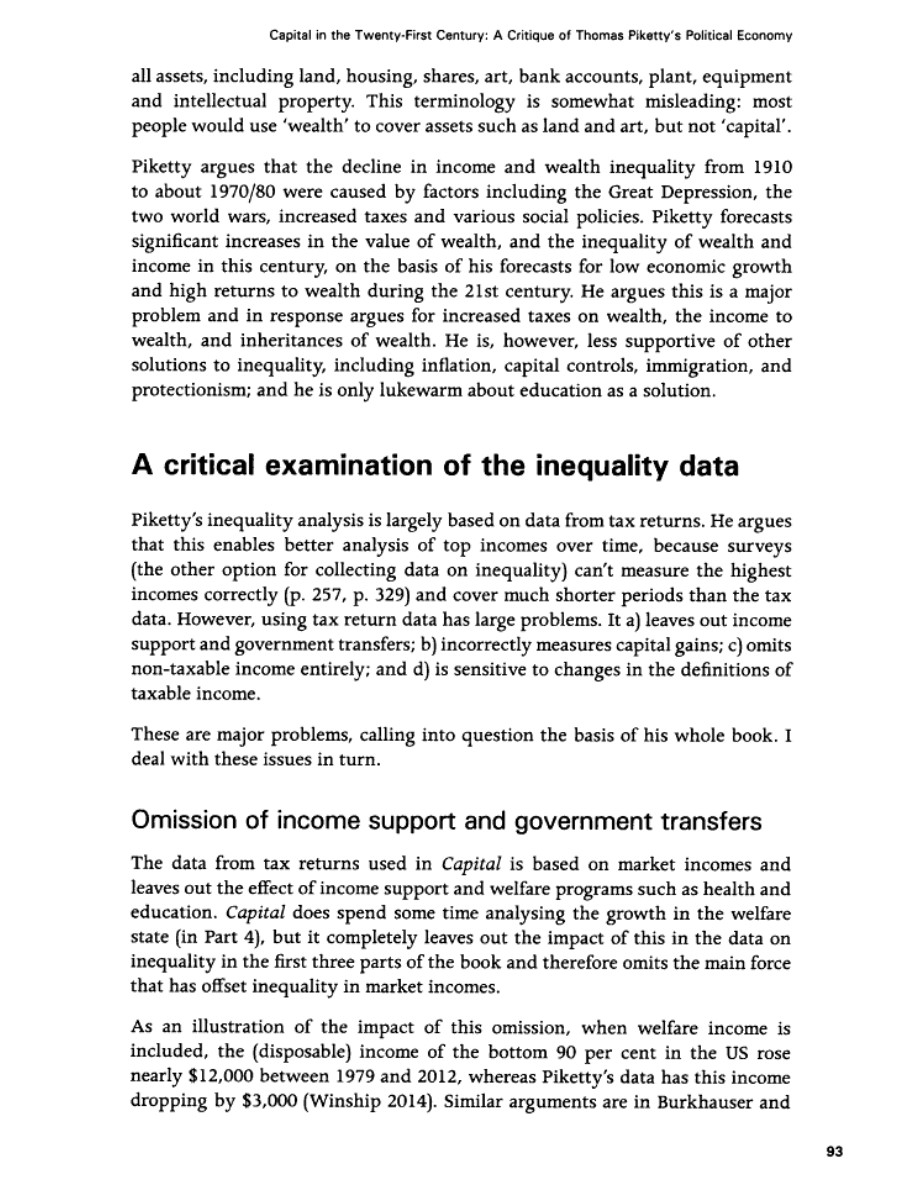 Capital in the Twenty-First Century: A Critique of Thomas Piketty's Political Economy
all assets, including land, housing, shares, art, bank accounts, plant, equipment
and intellectual property. This terminology is somewhat misleading: most
people would use 'wealth' to cover assets such as land and art, but not 'capital'.
Piketty argues that the decline in income and wealth inequality from 1910
to about 1970/80 were caused by factors including the Great Depression, the
two world wars, increased taxes and various social policies. Piketty forecasts
significant increases in the value of wealth, and the inequality of wealth and
income in this century, on the basis of his forecasts for low economic growth
and high returns to wealth during the 21st century. He argues this is a major
problem and in response argues for increased taxes on wealth, the income to
wealth, and inheritances of wealth. He is, however, less supportive of other
solutions to inequality, including inflation, capital controls, immigration, and
protectionism; and he is only lukewarm about education as a solution.
A critical examination of the inequality data
Piketty's inequality analysis is largely based on data from tax returns. He argues
that this enables better analysis of top incomes over time, because surveys
(the other option for collecting data on inequality) can't measure the highest
incomes correctly (p. 257, p. 329) and cover much shorter periods than the tax
data. However, using tax return data has large problems. It a) leaves out income
support and government transfers; b) incorrectly measures capital gains; c) omits
non-taxable income entirely; and d) is sensitive to changes in the definitions of
taxable income.
These are major problems, calling into question the basis of his whole book. I
deal with these issues in turn.
Omission of income support and government transfers
The data from tax returns used in Capital is based on market incomes and
leaves out the effect of income support and welfare programs such as health and
education. Capital does spend some time analysing the growth in the welfare
state (in Part 4), but it completely leaves out the impact of this in the data on
inequality in the first three parts of the book and therefore omits the main force
that has offset inequality in market incomes.
As an illustration of the impact of this omission, when welfare income is
included, the (disposable) income of the bottom 90 per cent in the US rose
nearly $12,000 between 1979 and 2012, whereas Piketty's data has this income
dropping by $3,000 (Winship 2014). Similar arguments are in Burkhauser and
93